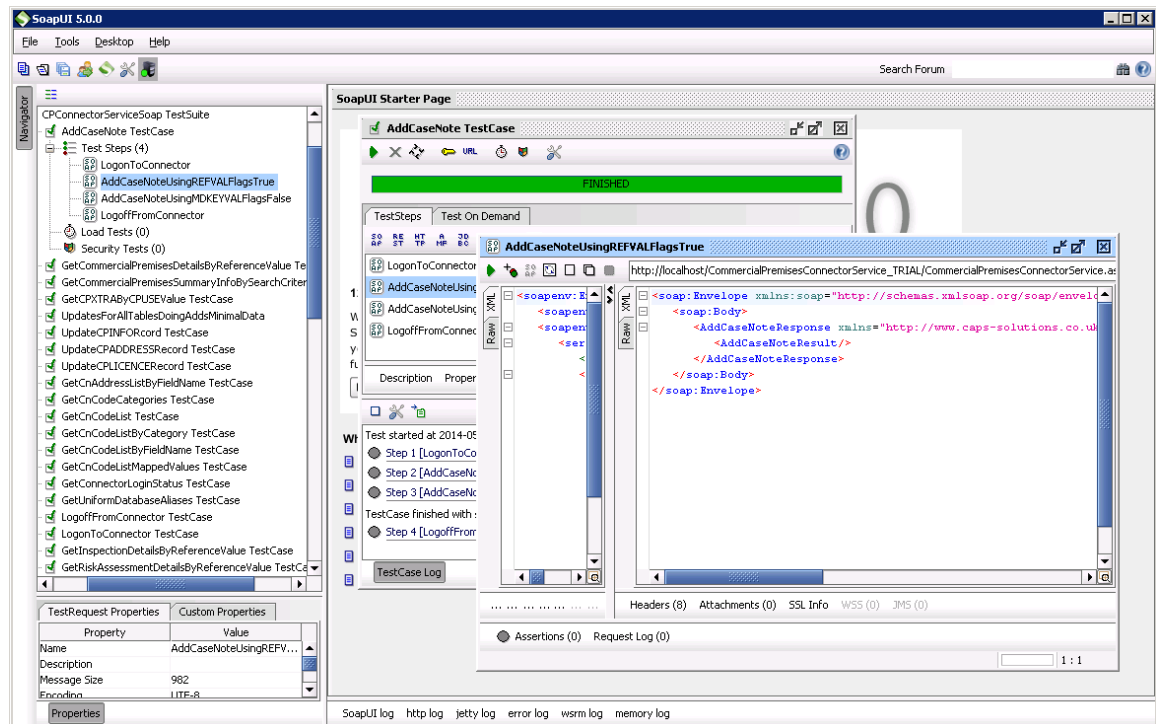 SoapUI 5.0.0
File Tools Desktop Help
Search Forum
Navigator
CPConnectorServiceSoap TestSuite
AddCaseNote TestCase
Test Steps (4)
LogonToConnector
AddCaseNoteUsingREFVALFlagsTrue
AddCaseNoteUsingMDKEYVALFlagsFalse
LogoffFromConnector
Load Tests (0)
Security Tests (0)
GetCommercialPremisesDetailsByReferenceValue Te
GetCommercialPremisesSummaryInfoBySearchCriter
GetCPXTRAByCPUSEValue TestCase
UpdatesForAllTablesDoingAddsMinimalData
UpdateCPINFORcord TestCase
UpdateCPADDRESSRecord TestCase
UpdateCPLICENCERecord TestCase
GetCnAddressListByFieldName TestCase
GetCnCodeCategories TestCase
GetCnCodeList TestCase
GetCnCodeListByCategory TestCase
GetCnCodeListByFieldName TestCase
GetCnCodeListMappedValues TestCase
GetConnectorLoginStatus TestCase
GetUniformDatabaseAliases TestCase
LogoffFromConnector TestCase
LogonToConnector TestCase
GetInspectionDetailsByReferenceValue TestCase
GetRiskAssessmentDetailsByReferenceValue TestCa
TestRequest Properties Custom Properties
Property Value
Name AddCaseNoteUsingREFV...
Description
Message Size 982
Encoding UTF-8
Properties
SoapUI Starter Page
AddCaseNote TestCase
URL
FINISHED
TestSteps Test On Demand
LogonToConnector
AddCaseNoteUsing
AddCaseNoteUsing
LogoffFromConnec
Description Proper
Test started at 2014-05
Step 1 [LogonToCo
Step 2 [AddCaseNo
Step 3 [AddCaseNo
TestCase finished with s
Step 4 [LogoffFrom
TestCase Log
AddCaseNoteUsingREFVALFlagsTrue
http://localhost/CommercialPremisesConnectorService_TRIAL/CommercialPremisesConnectorService.as
XML
Raw
<soapenv:E
<soapen
<soapen
<ser
<
<
XML
Raw
<soap:Envelope xmlns:soap="http://schemas.xmlsoap.org/soap/envelo
<soap:Body>
<AddCaseNoteResponse xmlns="http://www.caps-solutions.co.uk
<AddCaseNoteResult/>
</AddCaseNoteResponse>
</soap:Body>
</soap:Envelope>
Headers (8) Attachments (0) SSL Info WSS (0) JMS (0)
Assertions (0) Request Log (0)
1 : 1
SoapUI log http log jetty log error log wsrm log memory log